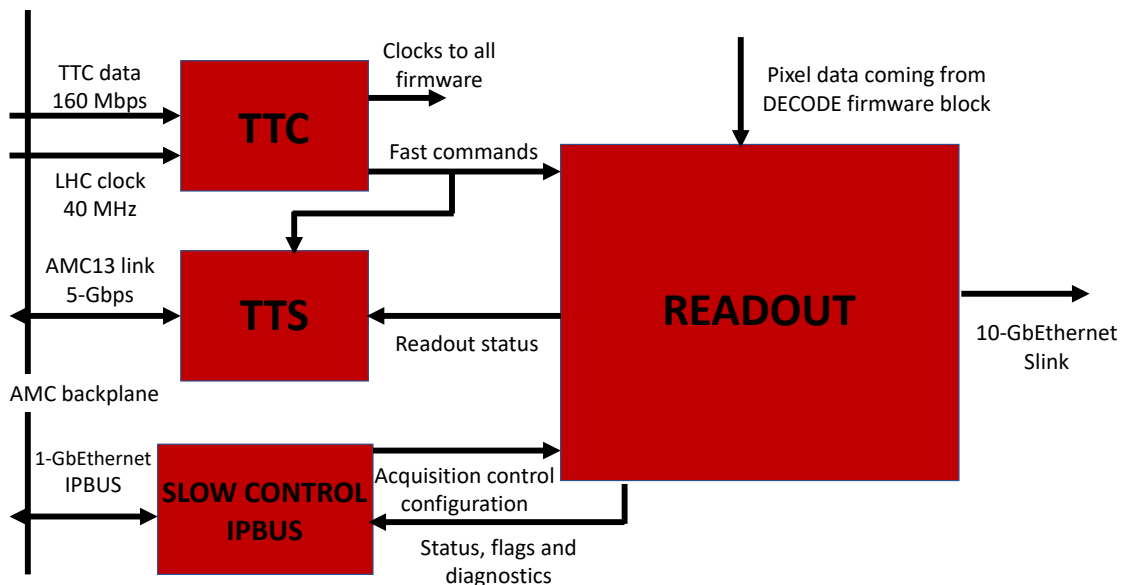 TTC data
160 Mbps
LHC clock
40 MHz
TTC
Clocks to all
firmware
Fast commands
Pixel data coming from
DECODE firmware block
AMC13 link
5-Gbps
TTS
Readout status
READOUT
10-GbEthernet
Slink
AMC backplane
1-GbEthernet
IPBUS
SLOW CONTROL
IPBUS
Acquisition control
configuration
Status, flags and
diagnostics